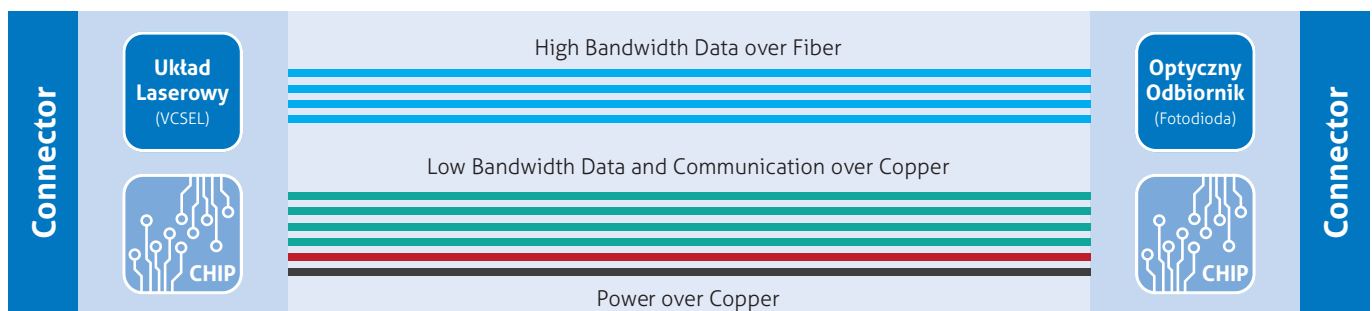 Connector
Układ
Laserowy
(VCSEL)
CHIP
High Bandwidth Data over Fiber
Low Bandwidth Data and Communication over Copper
Power over Copper
Optyczny
Odbiornik
(Fotodioda)
CHIP
Connector